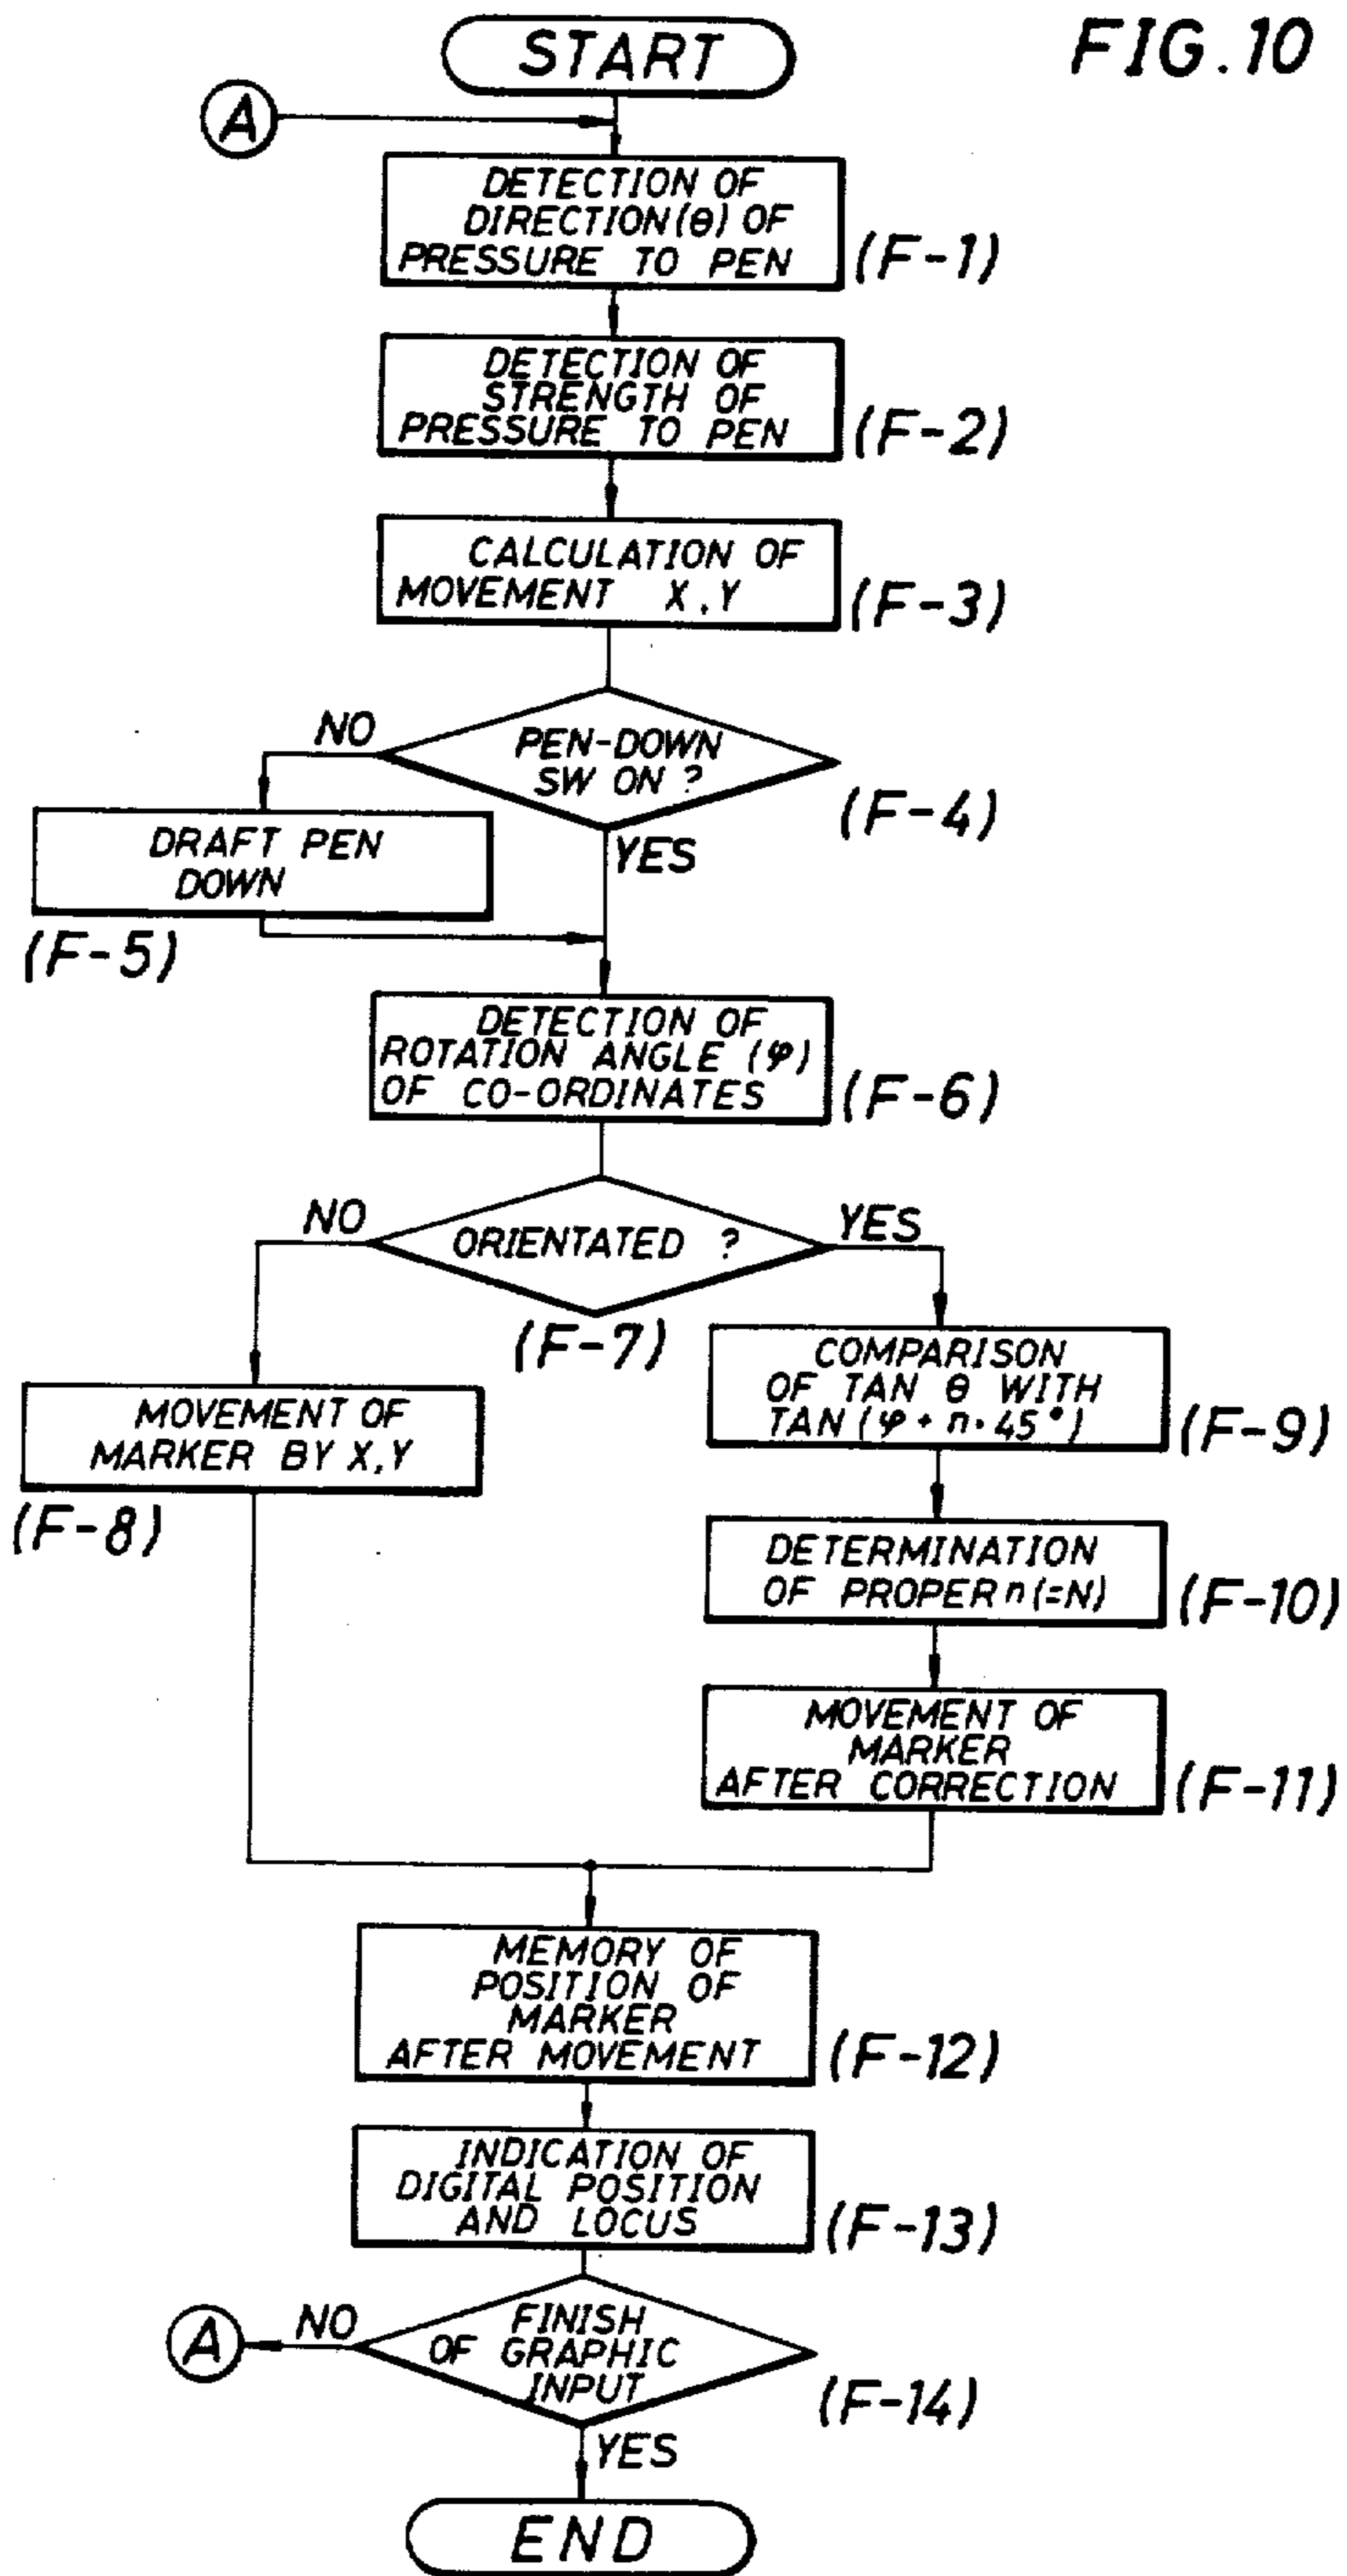 FIG.10
START
A
DETECTION OF
DIRECTION(θ) OF
PRESSURE TO PEN
(F-1)
DETECTION OF
STRENGTH OF
PRESSURE TO PEN
(F-2)
CALCULATION OF
MOVEMENT X,Y
(F-3)
NO
PEN-DOWN
SW ON ?
(F-4)
YES
DRAFT PEN
DOWN
(F-5)
DETECTION OF
ROTATION ANGLE (φ)
OF CO-ORDINATES
(F-6)
NO
ORIENTATED ?
YES
(F-7)
MOVEMENT OF
MARKER BY X,Y
(F-8)
COMPARISON
OF TAN θ WITH
TAN (φ + n·45°)
(F-9)
DETERMINATION
OF PROPER n(=N)
(F-10)
MOVEMENT OF
MARKER
AFTER CORRECTION
(F-11)
MEMORY OF
POSITION OF
MARKER
AFTER MOVEMENT
(F-12)
INDICATION OF
DIGITAL POSITION
AND LOCUS
(F-13)
A
NO
FINISH
OF GRAPHIC
INPUT
(F-14)
YES
END